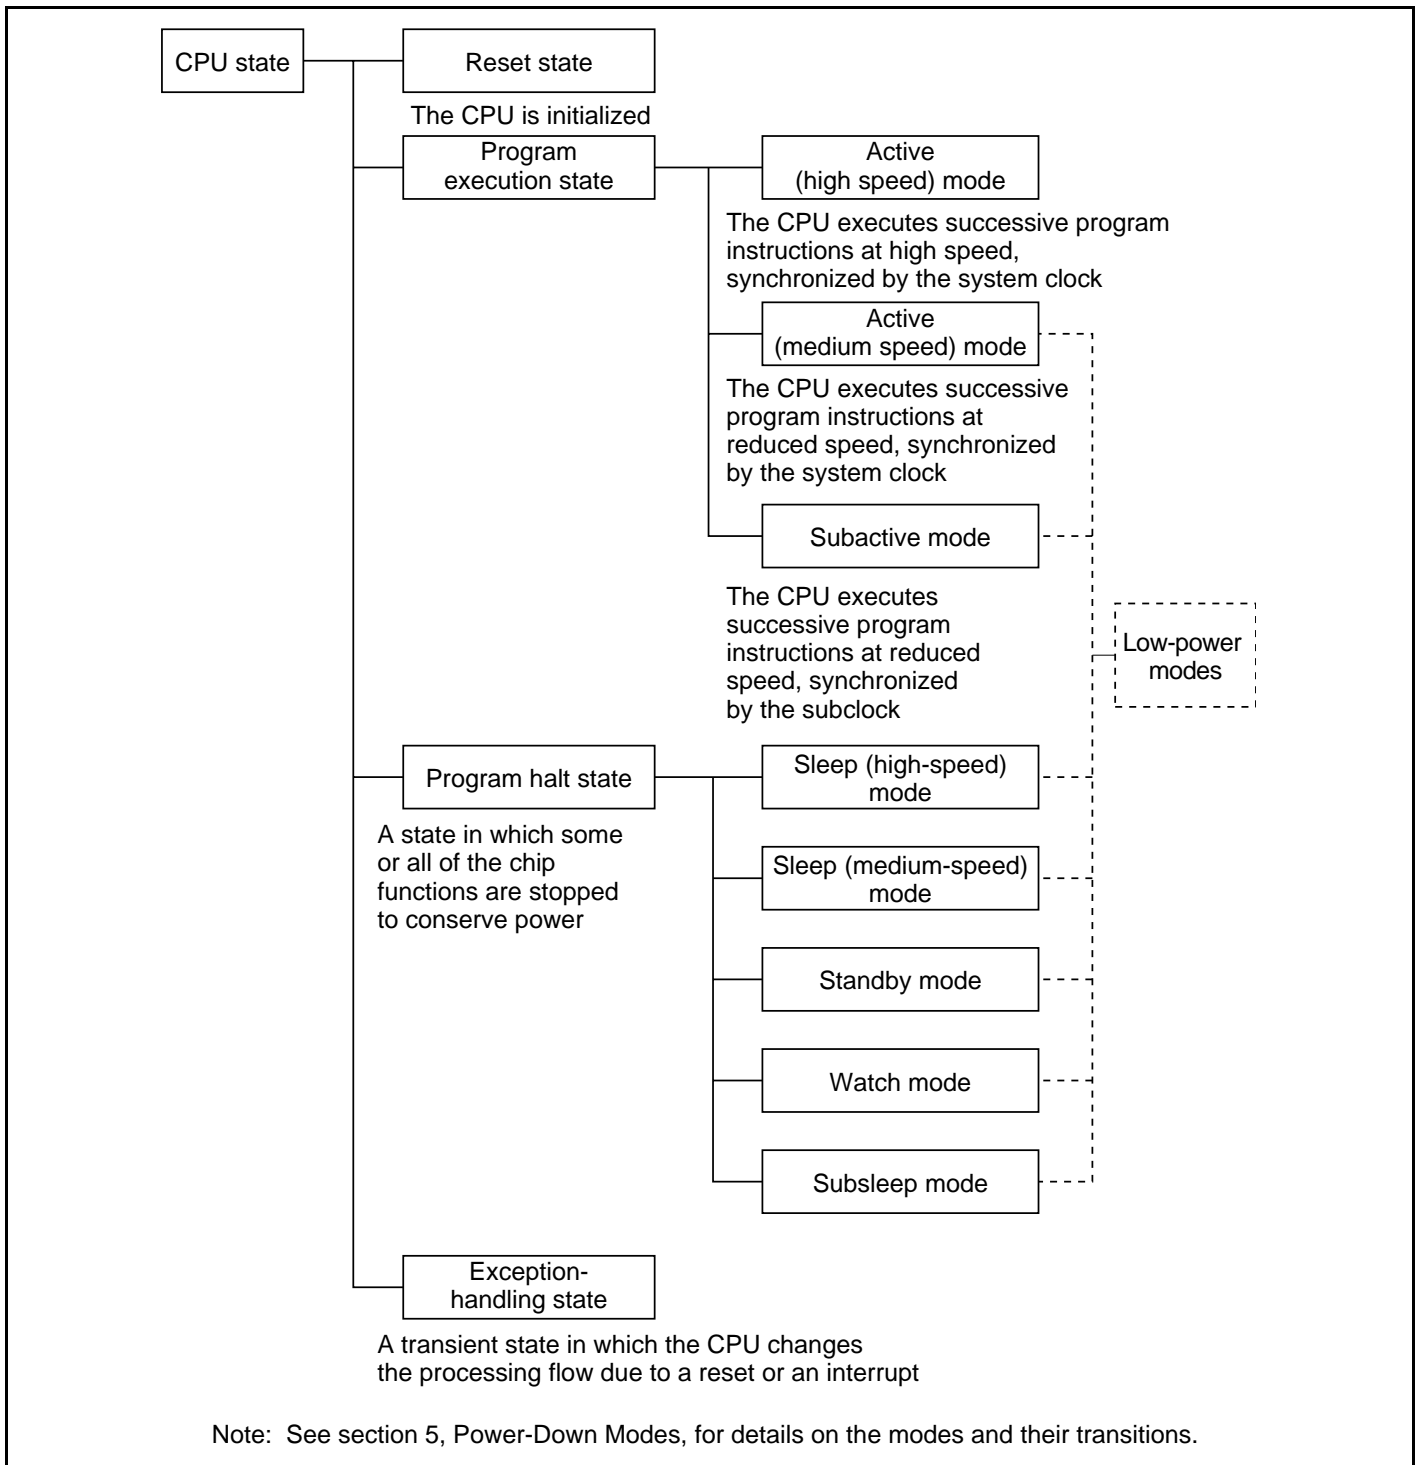 CPU state
Reset state
The CPU is initialized
Program
execution state
Active
(high speed) mode
The CPU executes successive program
instructions at high speed,
synchronized by the system clock
Active
(medium speed) mode
The CPU executes successive
program instructions at
reduced speed, synchronized
by the system clock
Subactive mode
The CPU executes
successive program
instructions at reduced
speed, synchronized
by the subclock
Low-power
modes
Program halt state
A state in which some
or all of the chip
functions are stopped
to conserve power
Sleep (high-speed)
mode
Sleep (medium-speed)
mode
Standby mode
Watch mode
Subsleep mode
Exception-
handling state
A transient state in which the CPU changes
the processing flow due to a reset or an interrupt
Note: See section 5, Power-Down Modes, for details on the modes and their transitions.